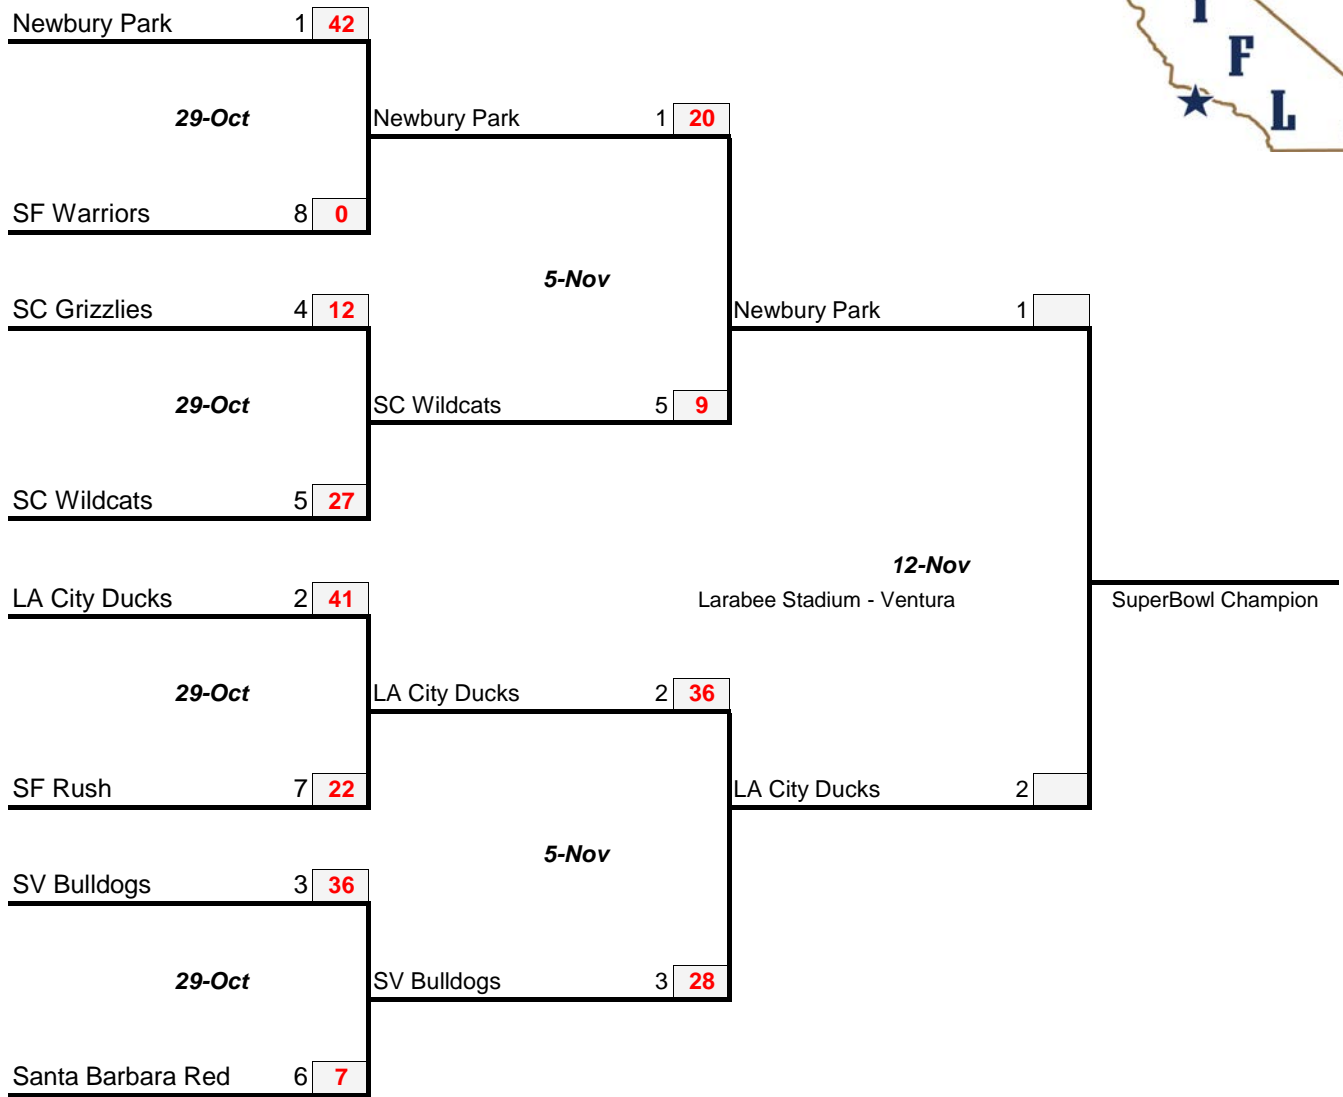 Newbury Park 1 42
I
F
L
29-Oct
Newbury Park 1 20
SF Warriors 8 0
5-Nov
SC Grizzlies 4 12
Newbury Park 1
29-Oct
SC Wildcats 5 9
SC Wildcats 5 27
12-Nov
LA City Ducks 2 41
Larabee Stadium - Ventura
SuperBowl Champion
29-Oct
LA City Ducks 2 36
SF Rush 7 22
LA City Ducks 2
5-Nov
SV Bulldogs 3 36
29-Oct
SV Bulldogs 3 28
Santa Barbara Red 6 7